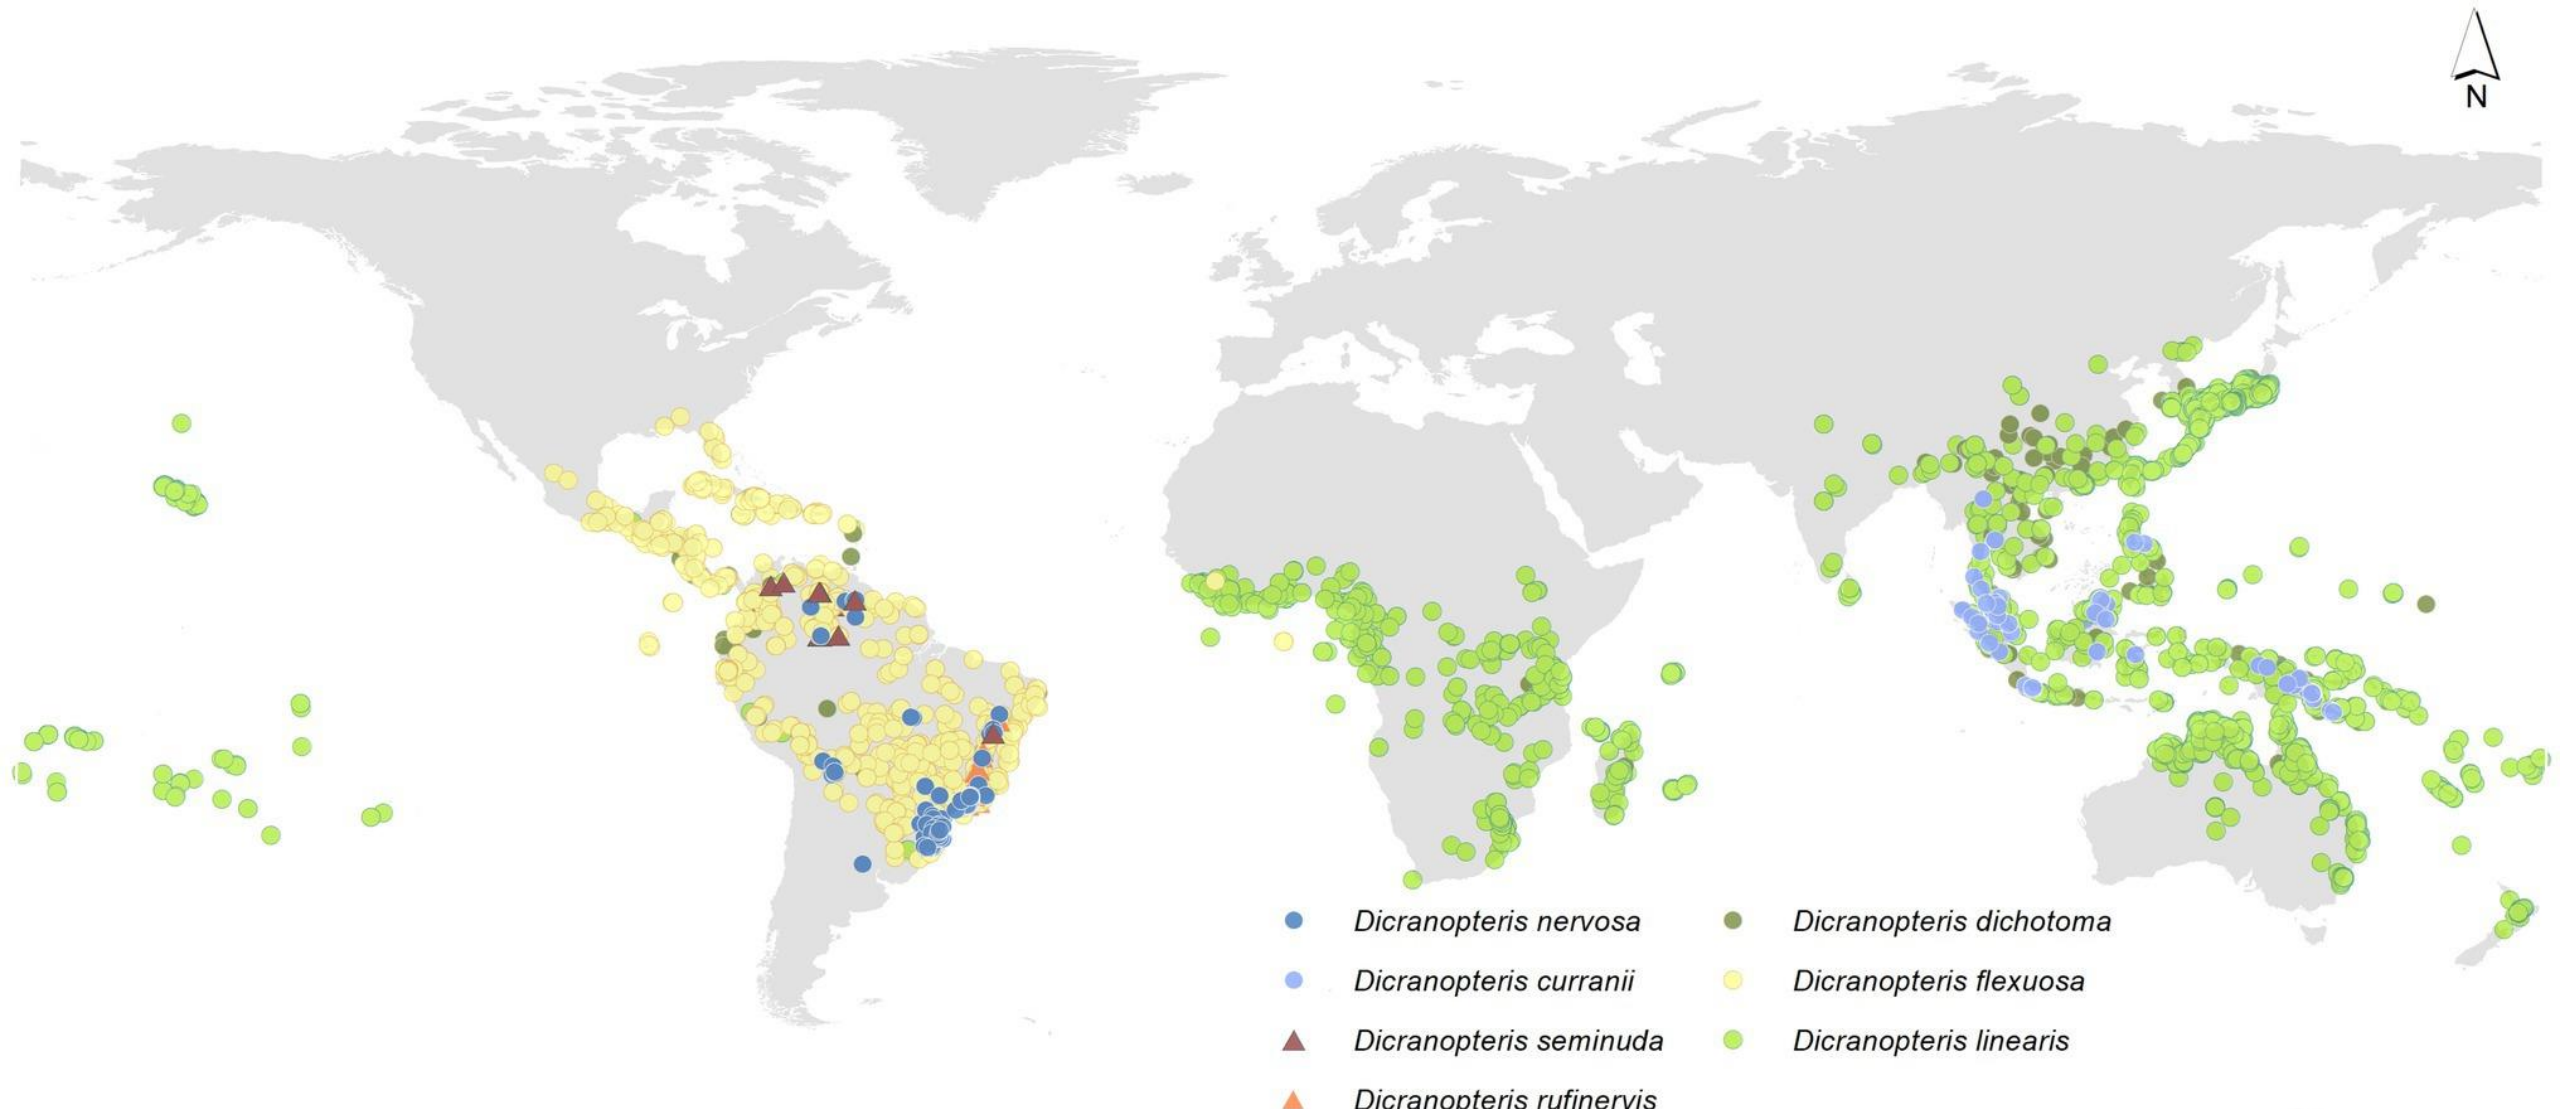 N
Dicranopteris nervosa
Dicranopteris curranii
Dicranopteris seminuda
Dicranopteris rufinervis
Dicranopteris dichotoma
Dicranopteris flexuosa
Dicranopteris linearis